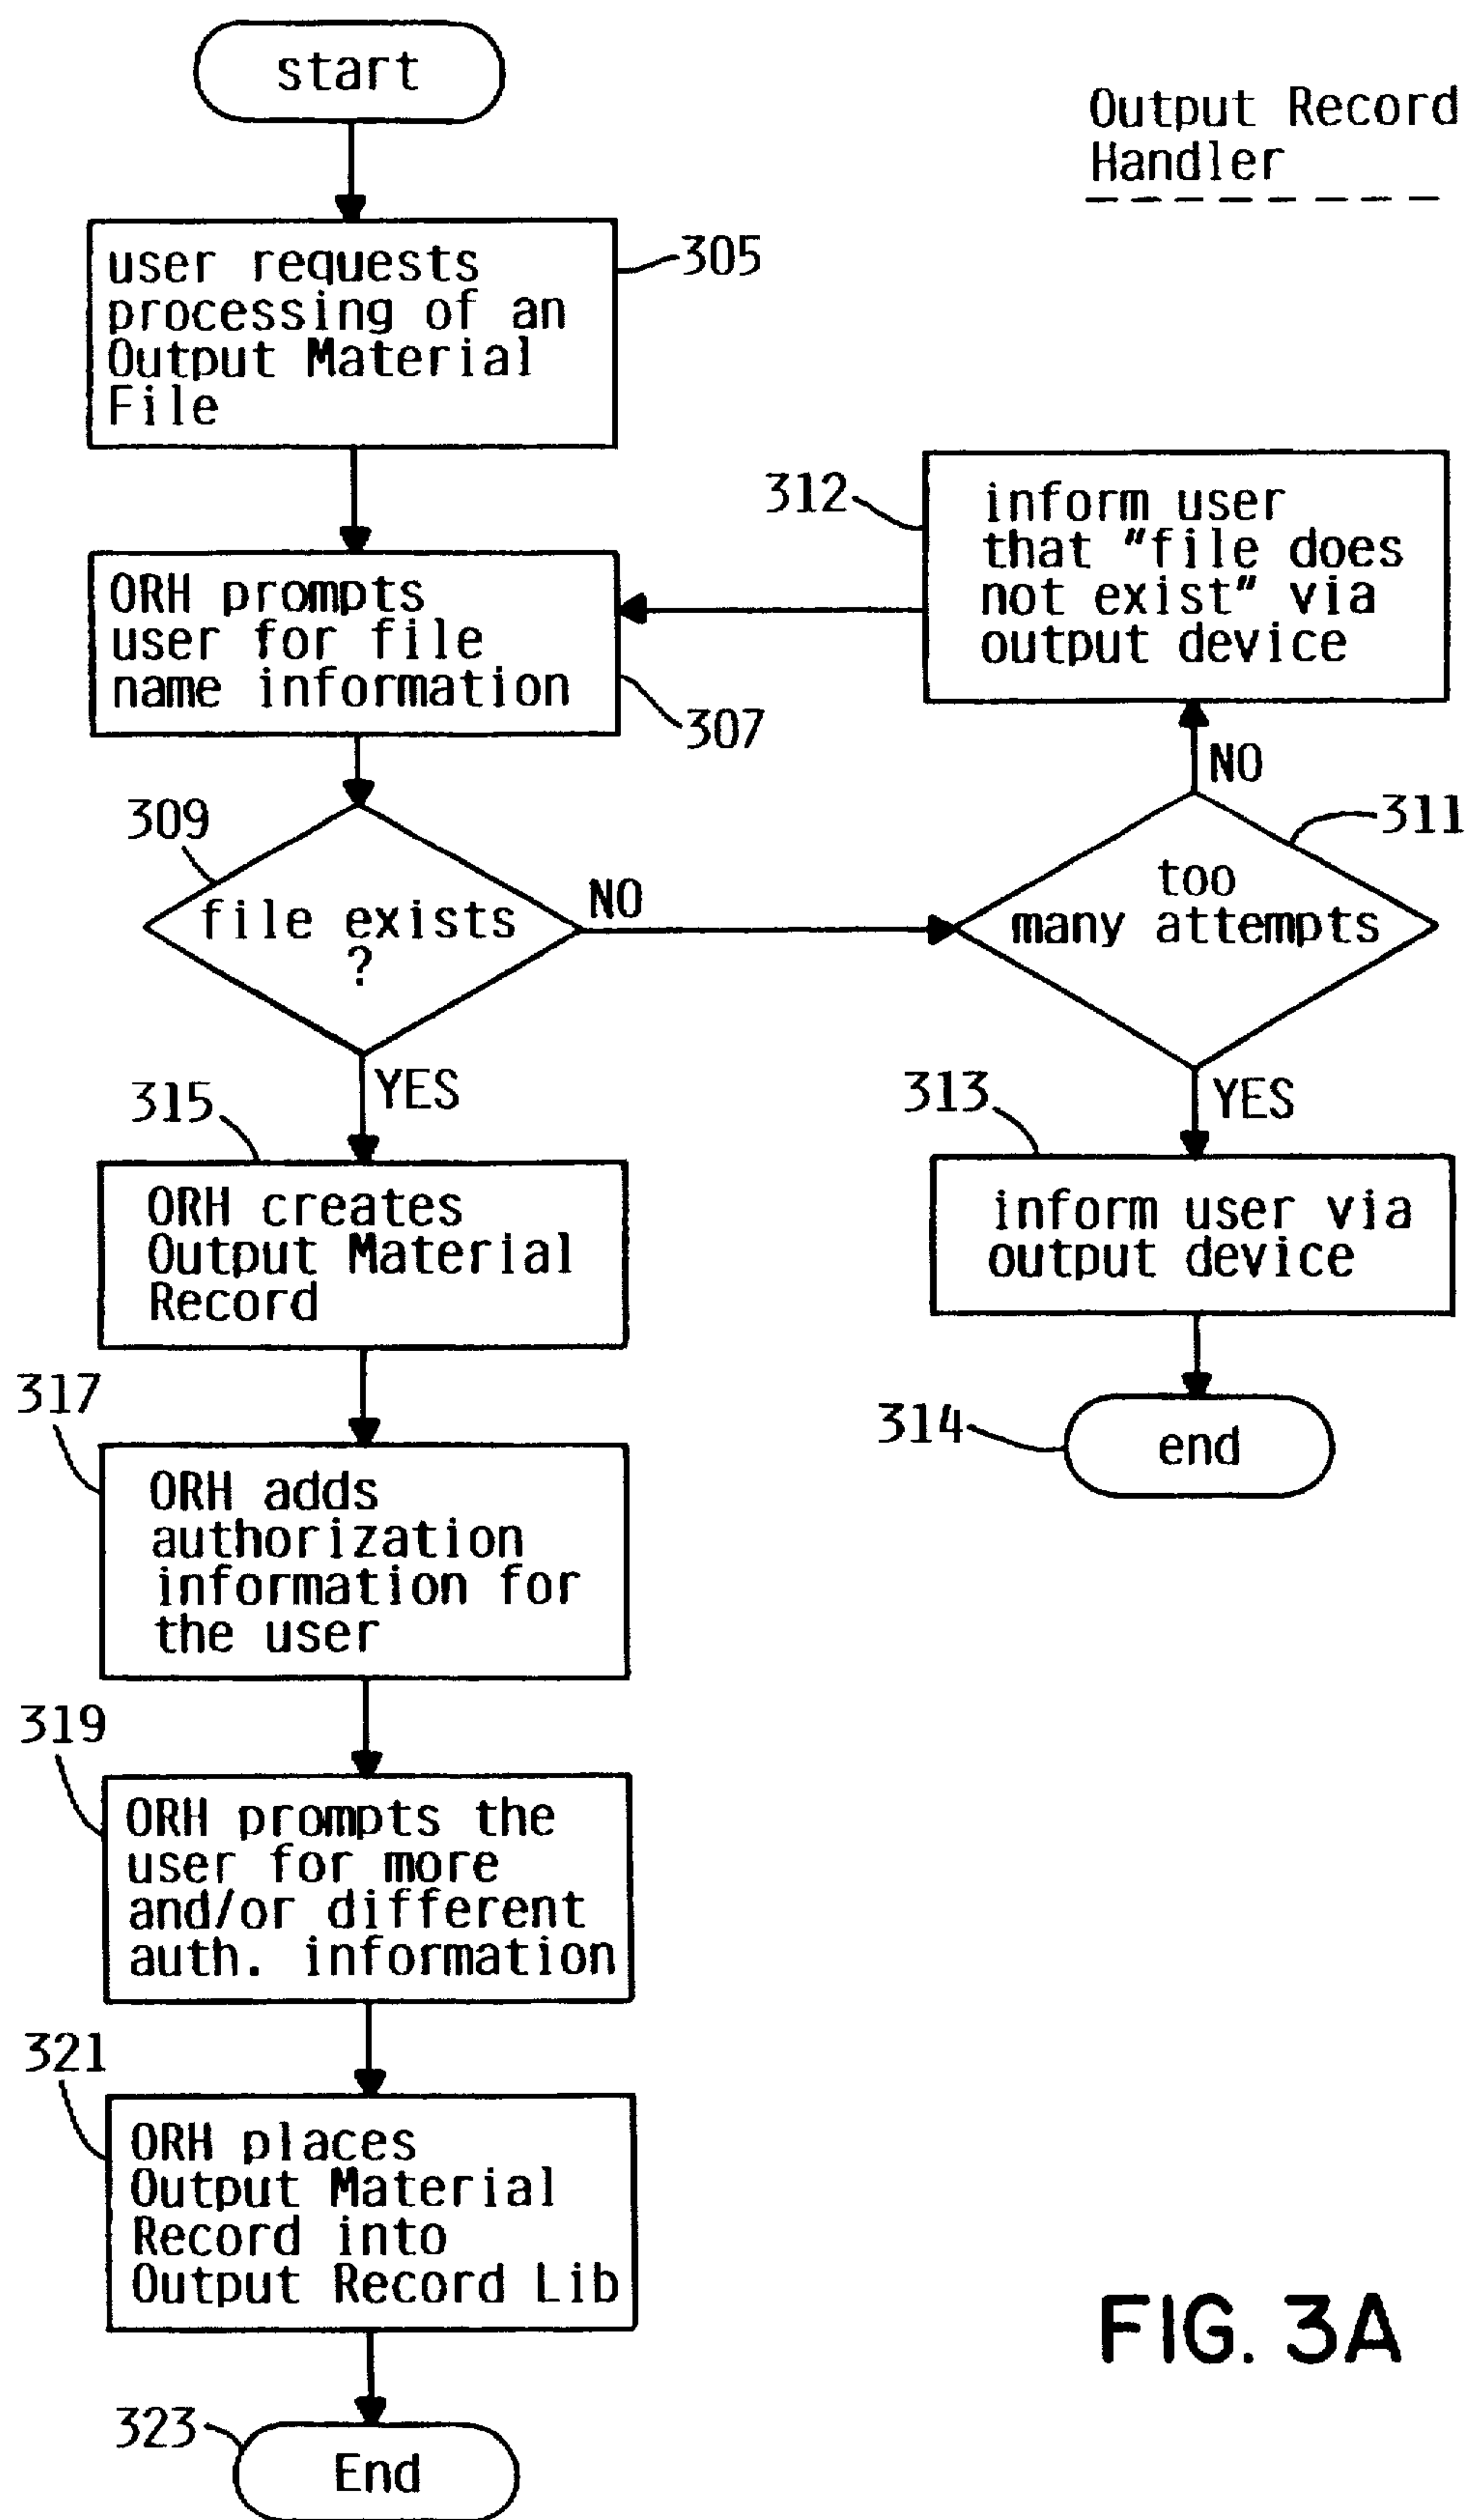 start
Output Record
Handler
user requests
processing of an
Output Material
File
305
312
inform user
that "file does
not exist" via
output device
ORH prompts
user for file
name information
307
NO
309
file exists
?
NO
311
too
many attempts
YES
YES
315
ORH creates
Output Material
Record
313
inform user via
output device
317
ORH adds
authorization
information for
the user
314
end
319
ORH prompts the
user for more
and/or different
auth. information
321
ORH places
Output Material
Record into
Output Record Lib
323
End
FIG. 3A